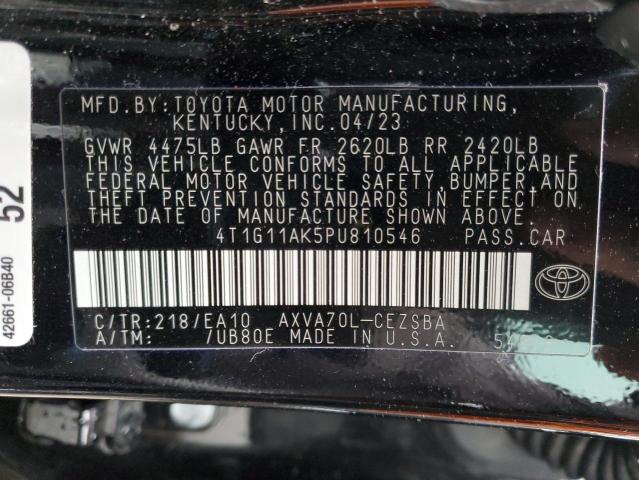 MFD.BY:TOYOTA MOTOR MANUFACTURING,
KENTUCKY,INC.04/23
GVWR 4475LB GAWR FR 2620LB RR 2420LB
THIS VEHICLE CONFORMS TO ALL APPLICABLE
FEDERAL MOTOR VEHICLE SAFETY,BUMPER,AND
THEFT PREVENTION STANDARDS IN EFFECT ON
THE DATE OF MANUFACTURE SHOWN ABOVE.
4T1G11AK5PU810546 PASS.CAR
C/TR:218/EA10 AXVA70L-CEZSBA
A/TM: /UB80E MADE IN U.S.A.
42661-06B40
52